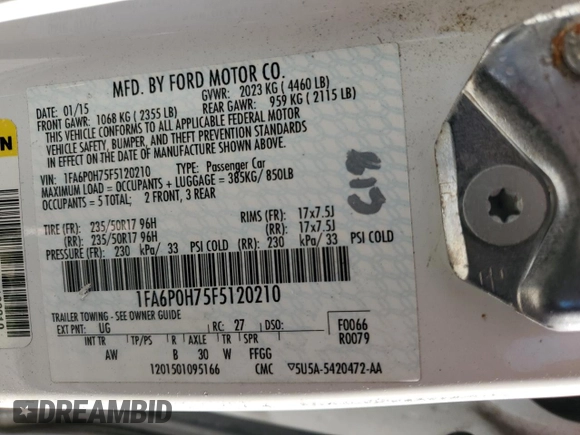 MFD. BY FORD MOTOR CO.
DATE: 01/15 GVWR: 2023 KG ( 4460 LB)
FRONT GAWR: 1068 KG ( 2355 LB) REAR GAWR: 959 KG ( 2115 LB)
THIS VEHICLE CONFORMS TO ALL APPLICABLE FEDERAL MOTOR
VEHICLE SAFETY, BUMPER, AND THEFT PREVENTION STANDARDS
IN EFFECT ON THE DATE OF MANUFACTURE SHOWN ABOVE.
VIN: 1FA6P0H75F5120210 TYPE: Passenger Car
MAXIMUM LOAD = OCCUPANTS + LUGGAGE = 385KG/ 850LB
OCCUPANTS = 5 TOTAL; 2 FRONT, 3 REAR
TIRE (FR): 235/50R17 96H RIMS (FR): 17x7.5J
(RR): 235/50R17 96H (RR): 17x7.5J
PRESSURE (FR): 230 kPa/ 33 PSI COLD (RR): 230 kPa/ 33 PSI COLD
1FA6P0H75F5120210
TRAILER TOWING - SEE OWNER GUIDE
EXT PNT: UG RC: 27 DSO: F0066
R0079
INT TR TP/PS R AXLE TR SPR
AW B 30 W FFGG
1201501095166 CMC 5U5A-5420472-AA
C19
DREAMBID